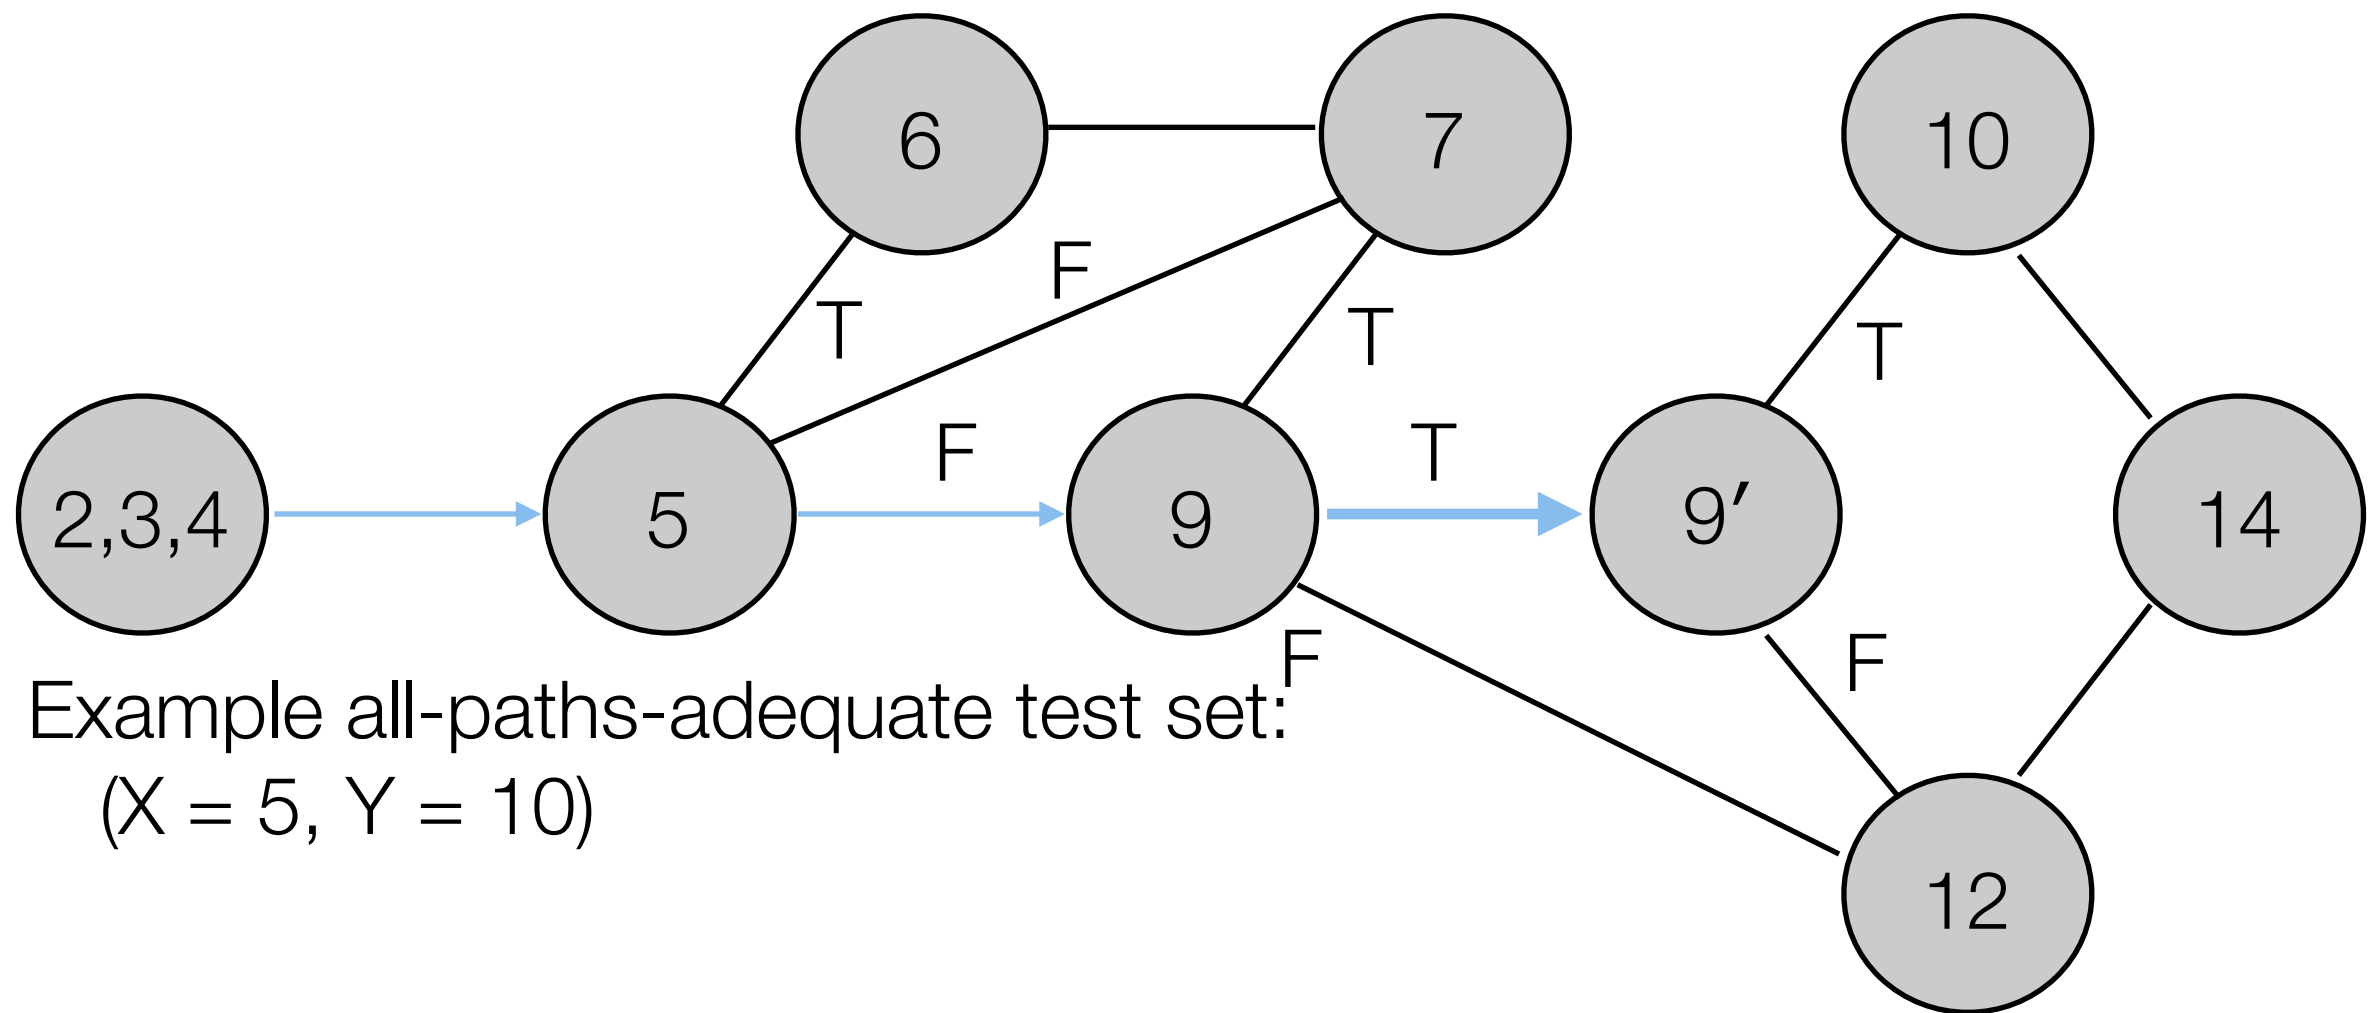 6
7
10
F
T
T
T
F
T
2,3,4
5
9
9′
14
F
F
Example all-paths-adequate test set:
(X = 5, Y = 10)
12